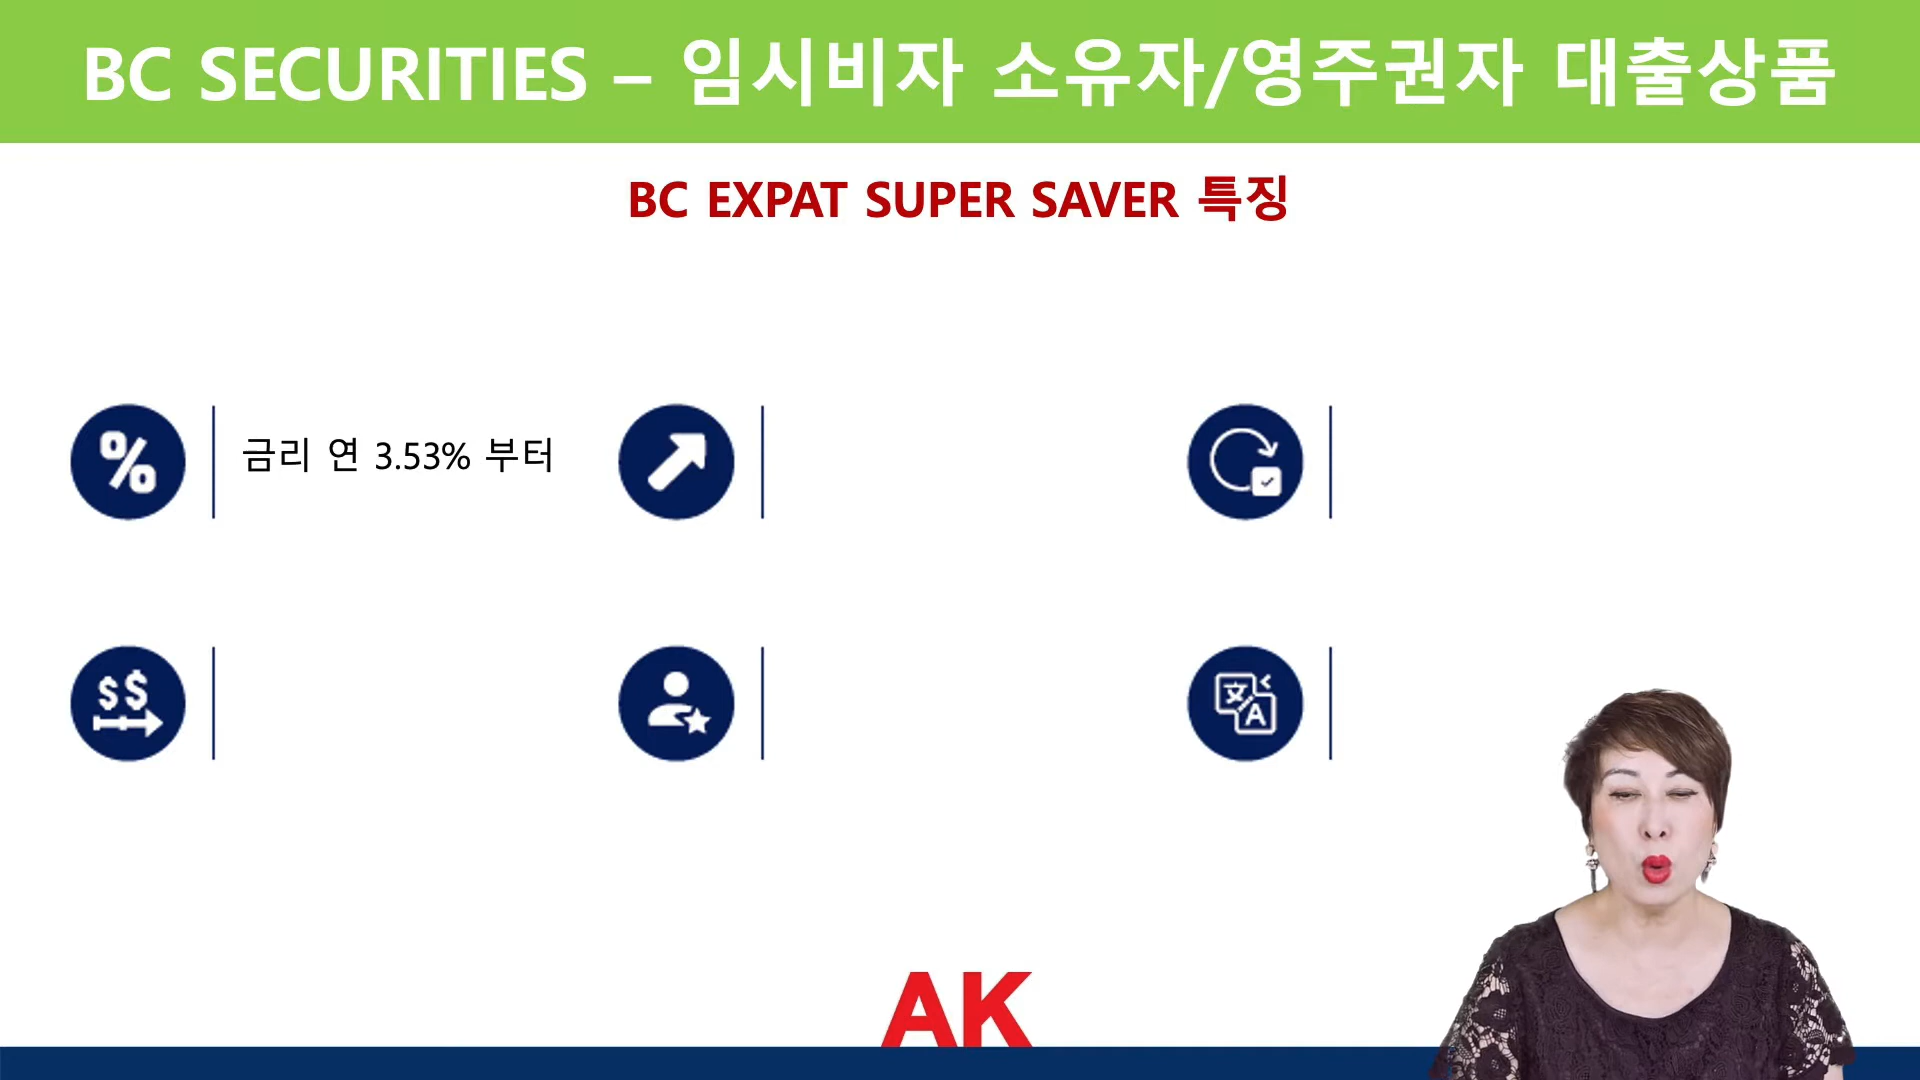 BC SECURITIES – 임시비자 소유자/영주권자 대출상품
BC EXPAT SUPER SAVER 특징
%
금리 연 3.53% 부터
$$
文
A
AK